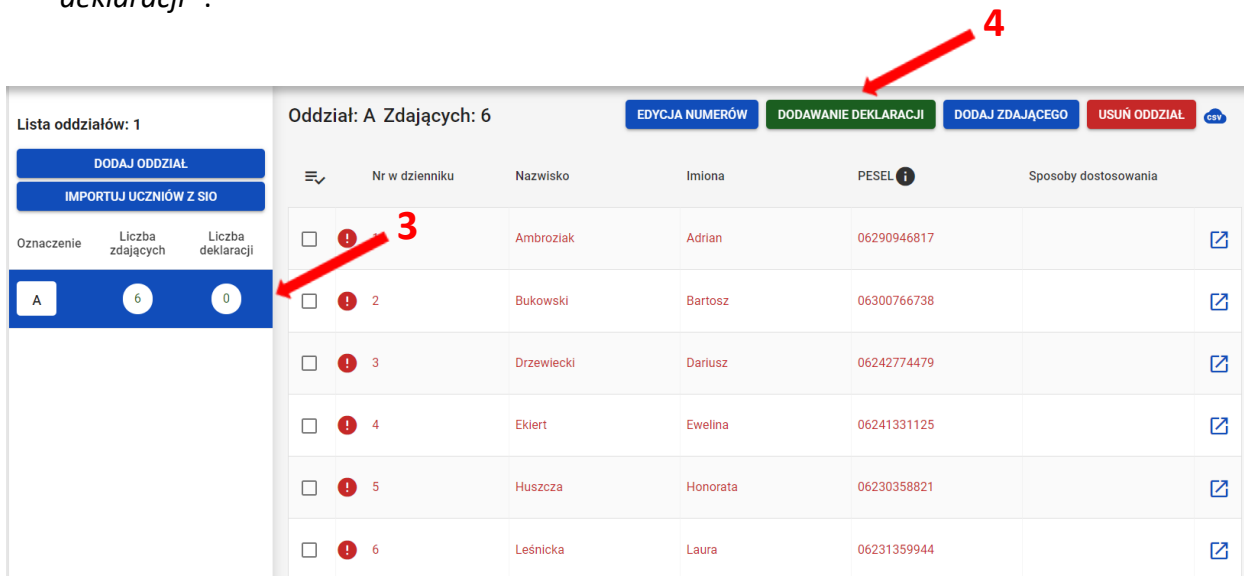 deklaracji".
4
Lista oddziałów: 1
DODAJ ODDZIAŁ
IMPORTUJ UCZNIÓW Z SIO
Oznaczenie Liczba zdających Liczba deklaracji
A 6 0
3
Oddział: A Zdających: 6
EDYCJA NUMERÓW DODAWANIE DEKLARACJI DODAJ ZDAJĄCEGO USUŃ ODDZIAŁ CSV
Nr w dzienniku Nazwisko Imiona PESEL Sposoby dostosowania
Ambroziak Adrian 06290946817
2 Bukowski Bartosz 06300766738
3 Drzewiecki Dariusz 06242774479
4 Ekiert Ewelina 06241331125
5 Huszcza Honorata 06230358821
6 Leśnicka Laura 06231359944